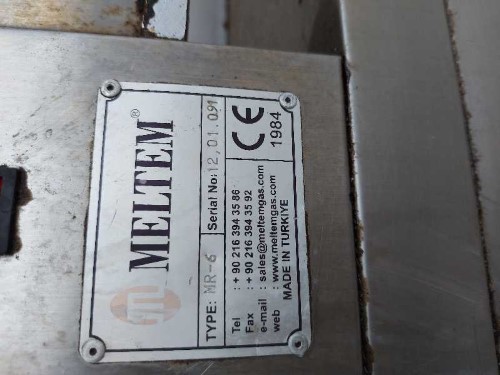 MELTEM®
TYPE: MR-6 Serial No: 12.01.091
Tel : + 90 216 394 35 86
Fax : + 90 216 394 35 92
e-mail : sales@meltemgas.com
web : www.meltemgas.com
MADE IN TURKIYE
CE
1984